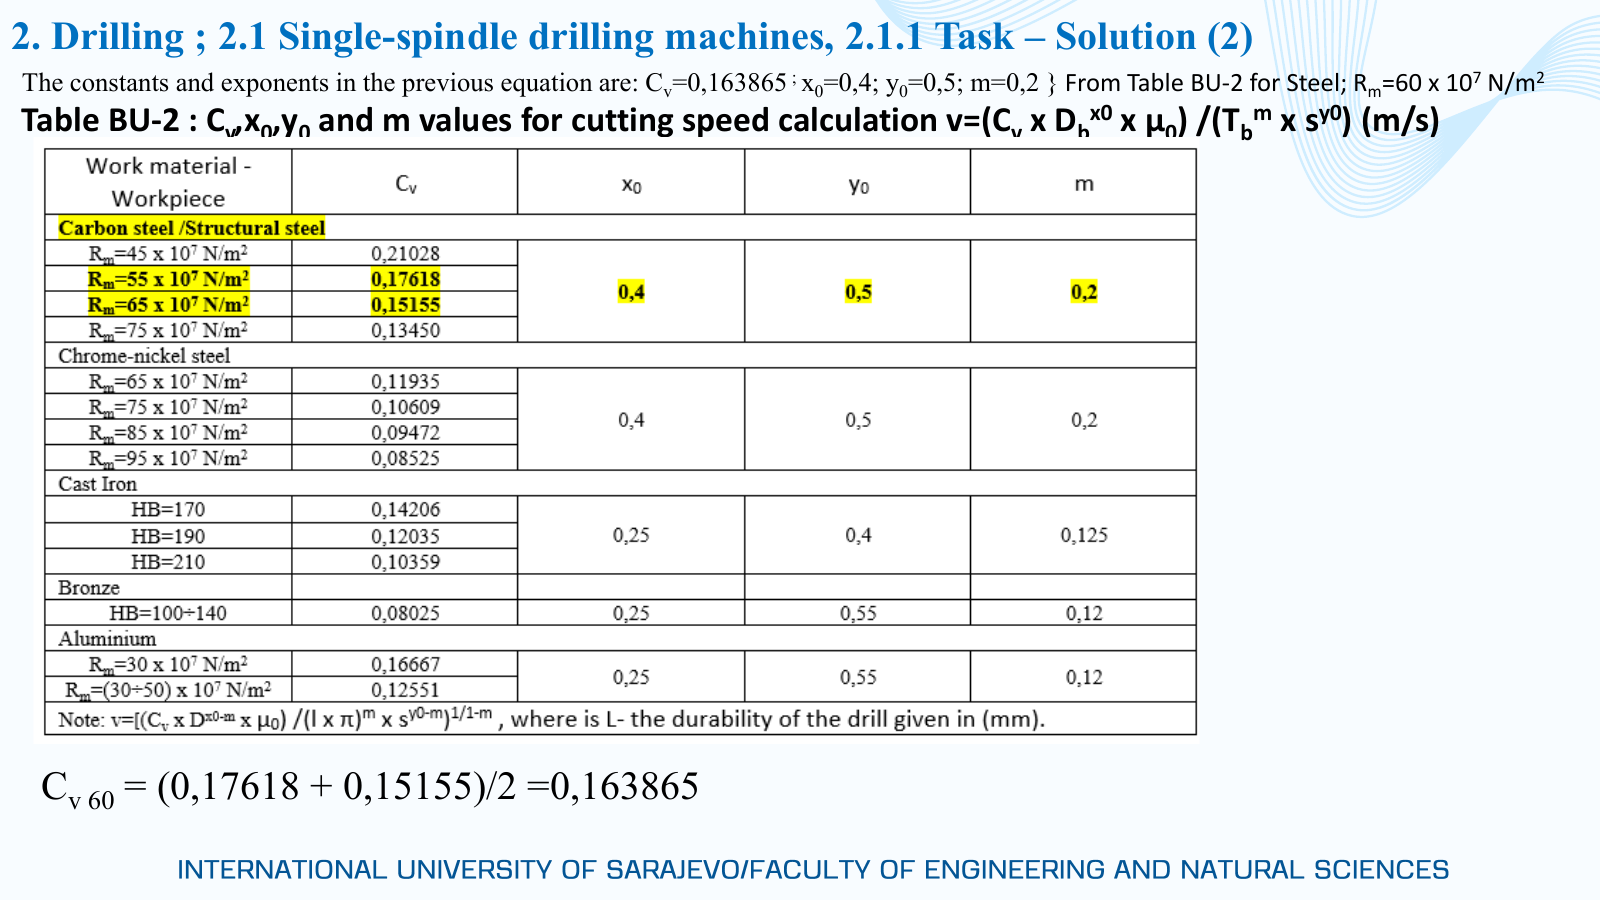 2. Drilling ; 2.1 Single-spindle drilling machines, 2.1.1 Task – Solution (2)
The constants and exponents in the previous equation are: Cv=0,163865 ; x0=0,4; y0=0,5; m=0,2 } From Table BU-2 for Steel; Rm=60 x 10⁷ N/m²
Table BU-2 : Cv,x0,y0 and m values for cutting speed calculation v=(Cv x Db^x0 x μ0) /(Tb^m x s^y0) (m/s)
Work material - Workpiece Cv x0 y0 m
Carbon steel /Structural steel
Rm=45 x 10⁷ N/m² 0,21028
Rm=55 x 10⁷ N/m² 0,17618
0,4 0,5 0,2
Rm=65 x 10⁷ N/m² 0,15155
Rm=75 x 10⁷ N/m² 0,13450
Chrome-nickel steel
Rm=65 x 10⁷ N/m² 0,11935
Rm=75 x 10⁷ N/m² 0,10609
0,4 0,5 0,2
Rm=85 x 10⁷ N/m² 0,09472
Rm=95 x 10⁷ N/m² 0,08525
Cast Iron
HB=170 0,14206
HB=190 0,12035 0,25 0,4 0,125
HB=210 0,10359
Bronze
HB=100÷140 0,08025 0,25 0,55 0,12
Aluminium
Rm=30 x 10⁷ N/m² 0,16667
0,25 0,55 0,12
Rm=(30÷50) x 10⁷ N/m² 0,12551
Note: v=[(Cv x D^x0-m x μ0) /(l x π)^m x s^y0-m)^1/1-m , where is L- the durability of the drill given in (mm).
Cv 60 = (0,17618 + 0,15155)/2 =0,163865
INTERNATIONAL UNIVERSITY OF SARAJEVO/FACULTY OF ENGINEERING AND NATURAL SCIENCES